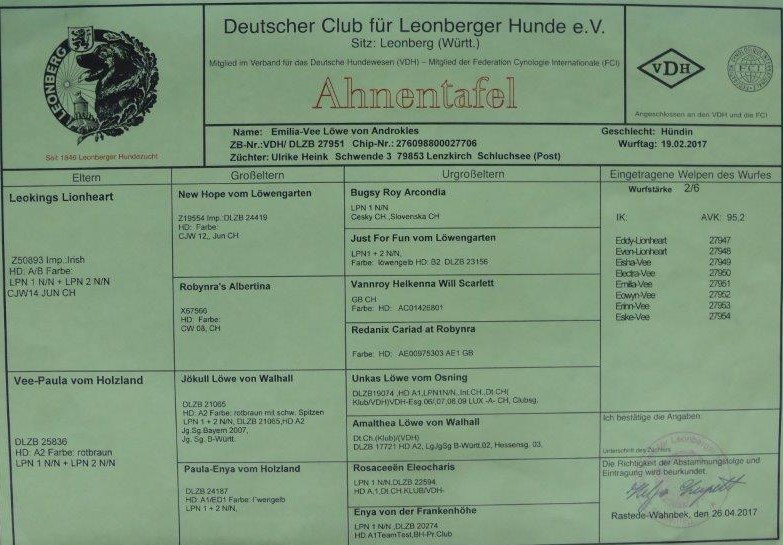 Deutscher Club für Leonberger Hunde e.V.
Sitz: Leonberg (Württ.)
Mitglied im Verband für das Deutsche Hundewesen (VDH) – Mitglied der Federation Cynologie Internationale (FCI)
Ahnentafel
LEONBERG
Seit 1846 Leonberger Hundezucht
VDH
FCI
Angeschlossen an den VDH und die FCI
Name: Emilia-Vee Löwe von Androkles
Geschlecht: Hündin
ZB-Nr.:VDH/ DLZB 27951 Chip-Nr.: 276098800027706
Wurftag: 19.02.2017
Züchter: Ulrike Heink Schwende 3 79853 Lenzkirch Schluchsee (Post)
Eltern
Leokings Lionheart
Z50893 Imp.:Irish
HD: A/B Farbe:
LPN 1 N/N + LPN 2 N/N
CJW14 JUN CH
Vee-Paula vom Holzland
DLZB 25836
HD: A2 Farbe: rotbraun
LPN 1 N/N + LPN 2 N/N
Großeltern
New Hope vom Löwengarten
Z19554 Imp.:DLZB 24419
HD: Farbe:
CJW 12,, Jun CH
Robynra's Albertina
X67566
HD: Farbe:
CW 08, CH
Jökull Löwe von Walhall
DLZB 21065
HD: A2 Farbe: rotbraun mit schw. Spitzen
LPN 1 + 2 N/N, DLZB 21065,HD A2
Jg.Sg.Bayern 2007,
Jg. Sg. B-Württ.
Paula-Enya vom Holzland
DLZB 24187
HD: A1/ED1 Farbe:
LPN 1 + 2 N/N,
Urgroßeltern
Bugsy Roy Arcondia
LPN 1 N/N
Cesky CH ,Slovenska CH
Just For Fun vom Löwengarten
LPN1 + 2 N/N,
Farbe: löwengelb HD: B2 DLZB 23156
Vannroy Helkenna Will Scarlett
GB CH
Farbe: HD: AC01426801
Redanix Cariad at Robynra
Farbe: HD: AE00975303 AE1 GB
Unkas Löwe vom Osning
DLZB19074 ,HD A1,LPN1N/N,,Int.CH.,Dt.CH(
Klub/VDH)VDH-Esg.06/,07,08,09 LUX -A- CH, Clubsg.
Amalthea Löwe von Walhall
Dt.Ch.(Klub)/(VDH)
DLZB 17721 HD A2, LgJgSg B-Württ.02, Hessensg. 03,
Rosaceeën Eleocharis
LPN 1 N/N,DLZB 22594,
HD A,1,Dt.CH.KLUB/VDH-
Enya von der Frankenhöhe
LPN 1 N/N ,DLZB 20274
HD A1TeamTest,BH-Pr.Club
Eingetragene Welpen des Wurfes
Wurfstärke 2/6
IK: AVK: 95,2
Eddy-Lionheart 27947
Even-Lionheart 27948
Eisha-Vee 27949
Electra-Vee 27950
Emilia-Vee 27951
Eowyn-Vee 27952
Erinn-Vee 27953
Eske-Vee 27954
Ich bestätige die Angaben
Unterschrift des Züchters
Die Richtigkeit der Abstammungsfolge und
Eintragung wird beurkundet.
Rastede-Wahnbek, den 26.04.2017